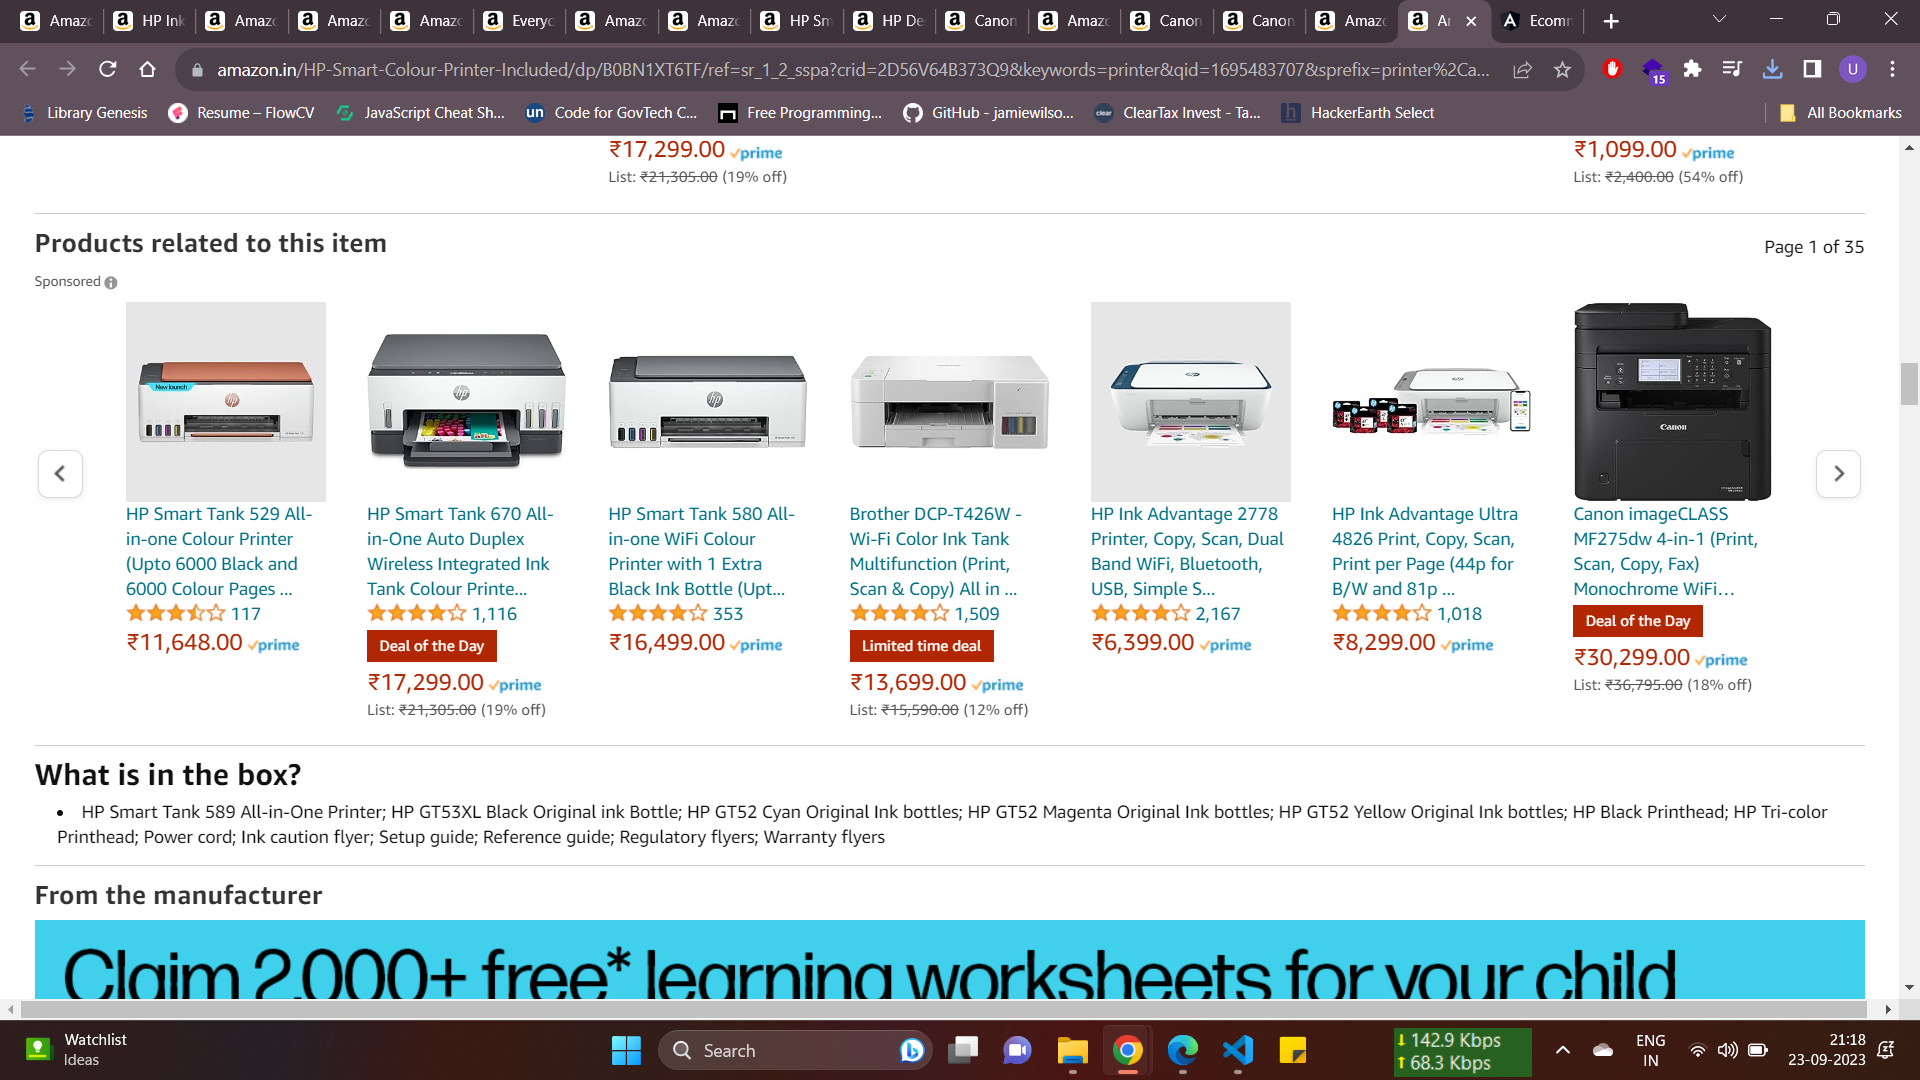 Amazc
HP Ink
Amazc
Amazc
Amazc
Everyc
Amazc
Amazc
HP Sm
HP De
Canon
Amazc
Canon
Canon
Amazc
Ar
Ecomm
amazon.in/HP-Smart-Colour-Printer-Included/dp/B0BN1XT6TF/ref=sr_1_2_sspa?crid=2D56V64B373Q9&keywords=printer&qid=1695483707&sprefix=printer%2Ca...
15
U
Library Genesis
Resume – FlowCV
JavaScript Cheat Sh...
un Code for GovTech C...
Free Programming...
GitHub - jamiewilso...
clear ClearTax Invest - Ta...
h HackerEarth Select
All Bookmarks
₹17,299.00 prime
List: ₹21,305.00 (19% off)
₹1,099.00 prime
List: ₹2,400.00 (54% off)
Products related to this item
Page 1 of 35
Sponsored
New launch
hp
Canon
HP Smart Tank 529 All-
in-one Colour Printer
(Upto 6000 Black and
6000 Colour Pages ...
117
₹11,648.00 prime
HP Smart Tank 670 All-
in-One Auto Duplex
Wireless Integrated Ink
Tank Colour Printe...
1,116
Deal of the Day
₹17,299.00 prime
List: ₹21,305.00 (19% off)
HP Smart Tank 580 All-
in-one WiFi Colour
Printer with 1 Extra
Black Ink Bottle (Upt...
353
₹16,499.00 prime
Brother DCP-T426W -
Wi-Fi Color Ink Tank
Multifunction (Print,
Scan & Copy) All in ...
1,509
Limited time deal
₹13,699.00 prime
List: ₹15,590.00 (12% off)
HP Ink Advantage 2778
Printer, Copy, Scan, Dual
Band WiFi, Bluetooth,
USB, Simple S...
2,167
₹6,399.00 prime
HP Ink Advantage Ultra
4826 Print, Copy, Scan,
Print per Page (44p for
B/W and 81p ...
1,018
₹8,299.00 prime
Canon imageCLASS
MF275dw 4-in-1 (Print,
Scan, Copy, Fax)
Monochrome WiFi...
Deal of the Day
₹30,299.00 prime
List: ₹36,795.00 (18% off)
What is in the box?
• HP Smart Tank 589 All-in-One Printer; HP GT53XL Black Original ink Bottle; HP GT52 Cyan Original Ink bottles; HP GT52 Magenta Original Ink bottles; HP GT52 Yellow Original Ink bottles; HP Black Printhead; HP Tri-color
Printhead; Power cord; Ink caution flyer; Setup guide; Reference guide; Regulatory flyers; Warranty flyers
From the manufacturer
Claim 2,000+ free* learning worksheets for your child
Watchlist
Ideas
Search
142.9 Kbps
68.3 Kbps
ENG
IN
21:18
23-09-2023